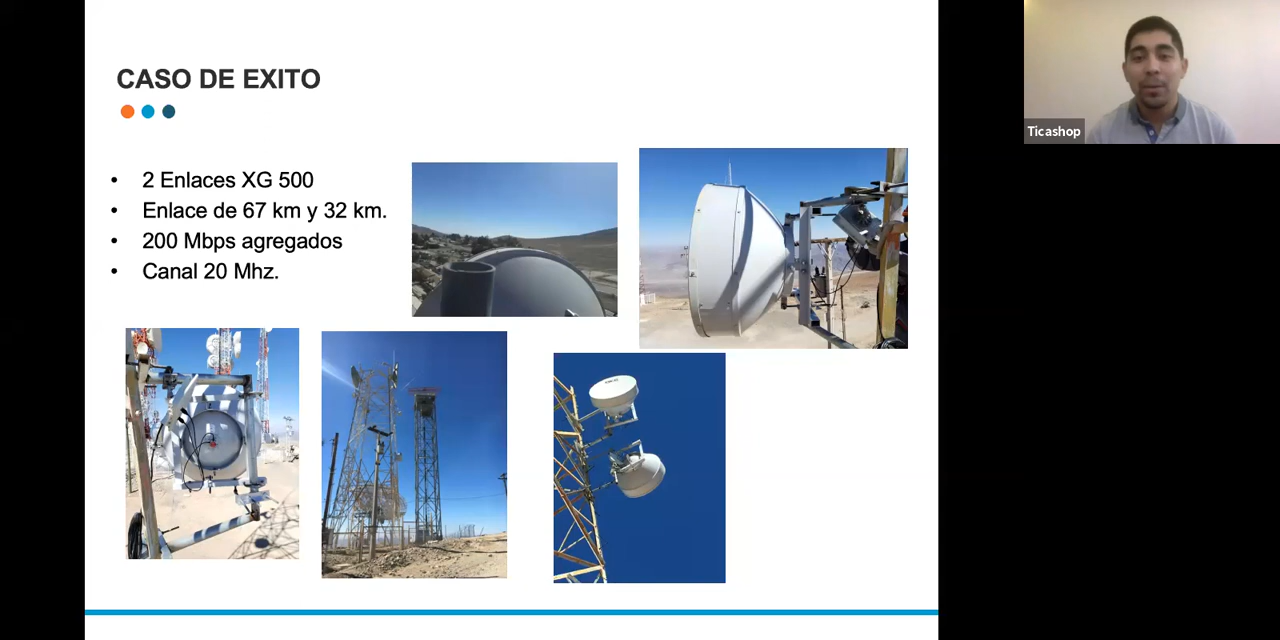 CASO DE EXITO
• 2 Enlaces XG 500
• Enlace de 67 km y 32 km.
• 200 Mbps agregados
• Canal 20 Mhz.
Ticashop